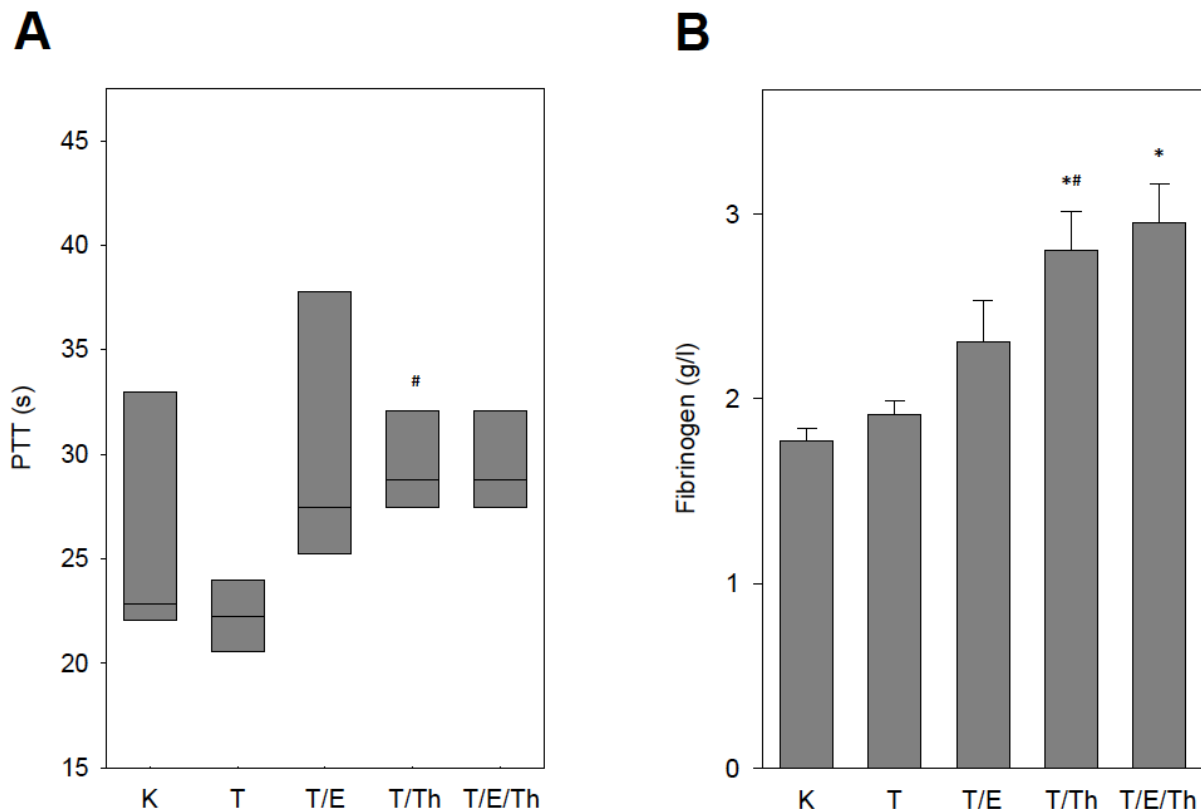 A
PTT (s)
45
40
35
30
25
20
15
#
K T T/E T/Th T/E/Th
B
Fibrinogen (g/l)
3
2
1
0
*#
*
K T T/E T/Th T/E/Th